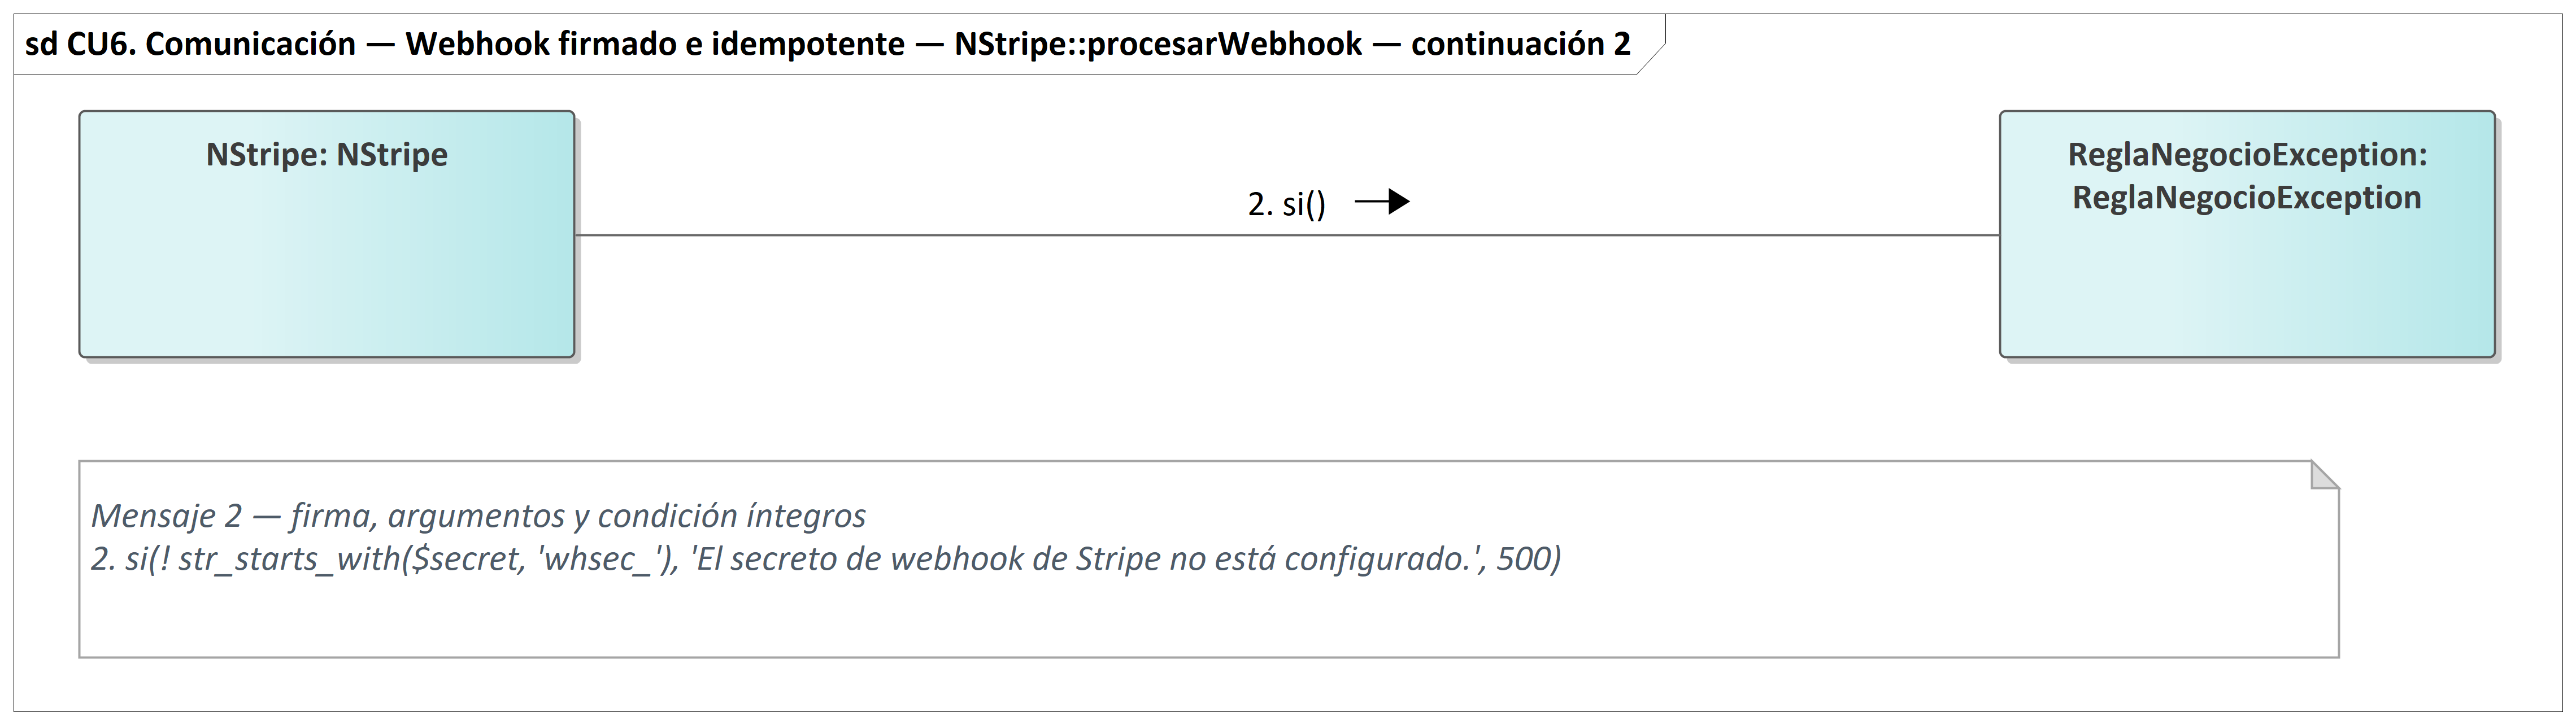 sd CU6. Comunicación — Webhook firmado e idempotente — NStripe::procesarWebhook — continuación 2
NStripe: NStripe
ReglaNegocioException:
ReglaNegocioException
2. si()
Mensaje 2 — firma, argumentos y condición íntegros
2. si(! str_starts_with($secret, 'whsec_'), 'El secreto de webhook de Stripe no está configurado.', 500)